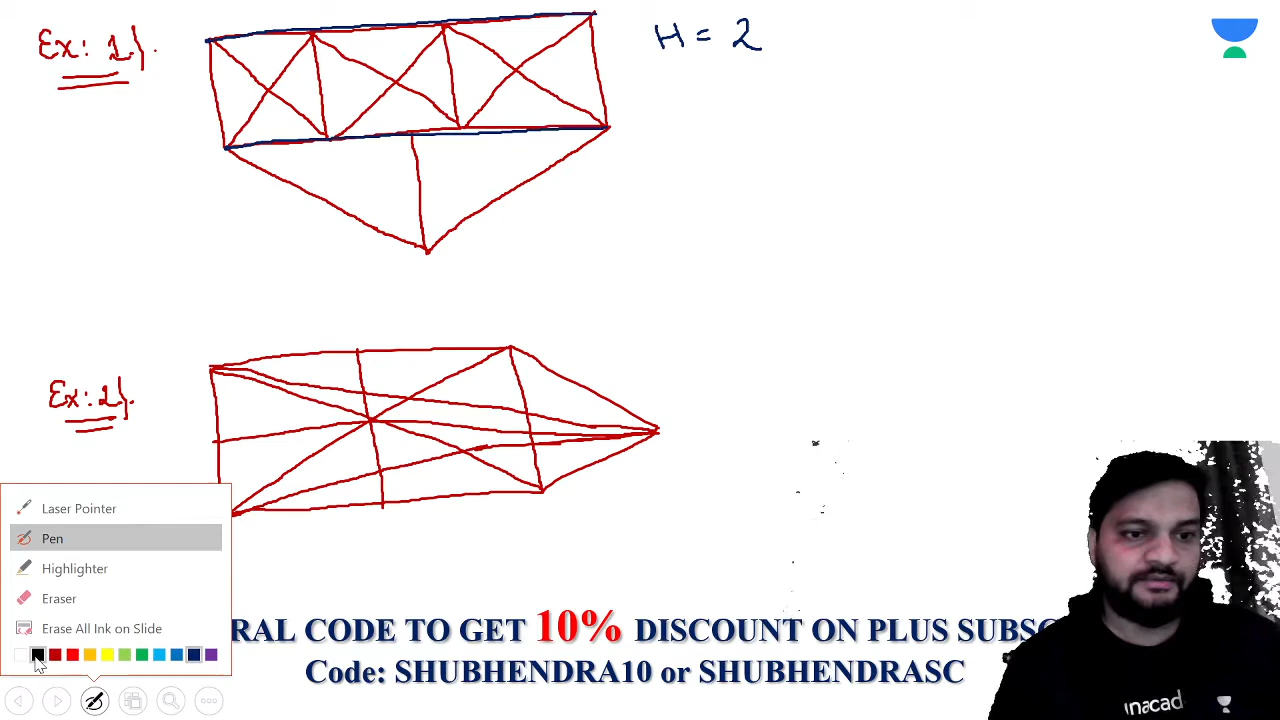 Ex: 1).
H = 2
Ex: 2).
Laser Pointer
Pen
Highlighter
Eraser
Erase All Ink on Slide
RAL CODE TO GET 10% DISCOUNT ON PLUS SUBSC
Code: SHUBHENDRA10 or SHUBHENDRASC
unacad